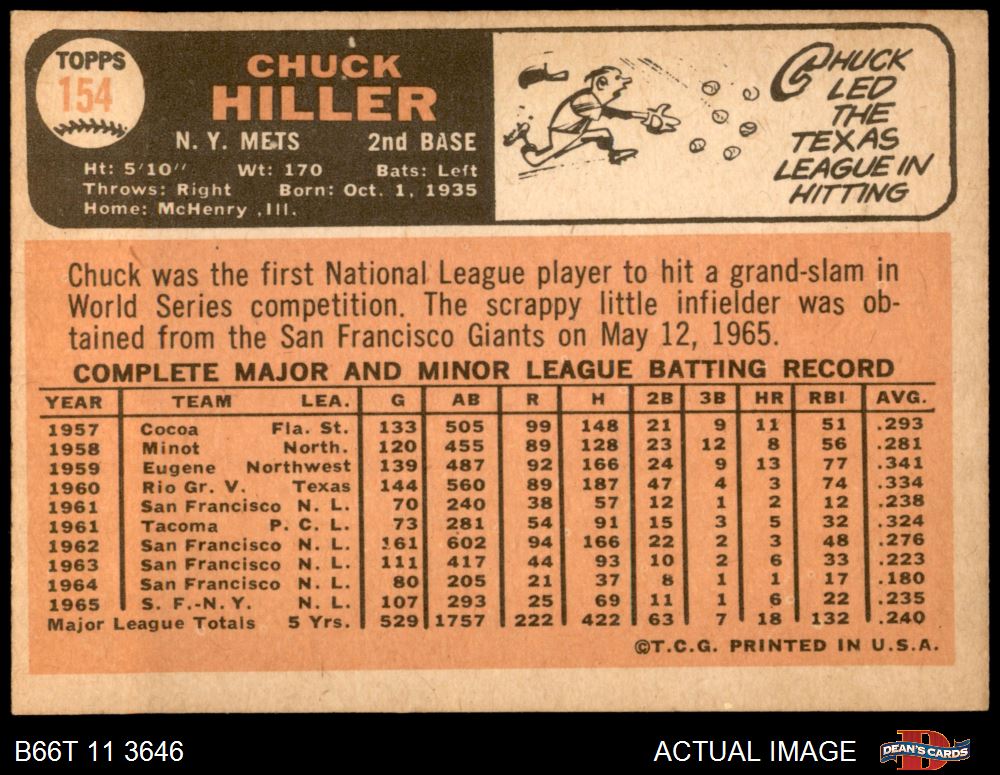 TOPPS
154
CHUCK
HILLER
N. Y. METS 2nd BASE
Ht: 5'10" Wt: 170 Bats: Left
Throws: Right Born: Oct. 1, 1935
Home: McHenry ,Ill.
CHUCK
LED
THE
TEXAS
LEAGUE IN
HITTING
Chuck was the first National League player to hit a grand-slam in
World Series competition. The scrappy little infielder was ob-
tained from the San Francisco Giants on May 12, 1965.
COMPLETE MAJOR AND MINOR LEAGUE BATTING RECORD
YEAR TEAM LEA. G AB R H 2B 3B HR RBI AVG.
1957 Cocoa Fla. St. 133 505 99 148 21 9 11 51 .293
1958 Minot North. 120 455 89 128 23 12 8 56 .281
1959 Eugene Northwest 139 487 92 166 24 9 13 77 .341
1960 Rio Gr. V. Texas 144 560 89 187 47 4 3 74 .334
1961 San Francisco N. L. 70 240 38 57 12 1 2 12 .238
1961 Tacoma P. C. L. 73 281 54 91 15 3 5 32 .324
1962 San Francisco N. L. 161 602 94 166 22 2 3 48 .276
1963 San Francisco N. L. 111 417 44 93 10 2 6 33 .223
1964 San Francisco N. L. 80 205 21 37 8 1 1 17 .180
1965 S. F.-N. Y. N. L. 107 293 25 69 11 1 6 22 .235
Major League Totals 5 Yrs. 529 1757 222 422 63 7 18 132 .240
©T.C.G. PRINTED IN U.S.A.
B66T 11 3646 ACTUAL IMAGE DEAN'S CARDS